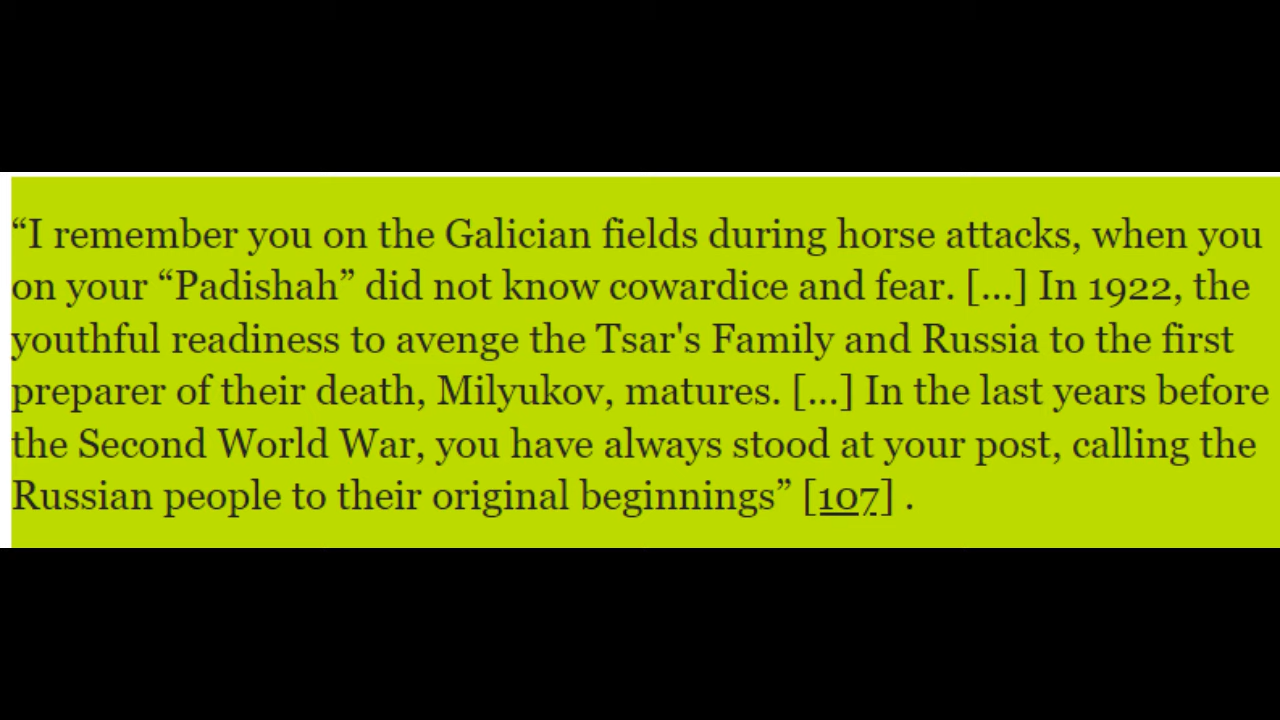 “I remember you on the Galician fields during horse attacks, when you
on your “Padishah” did not know cowardice and fear. [...] In 1922, the
youthful readiness to avenge the Tsar's Family and Russia to the first
preparer of their death, Milyukov, matures. [...] In the last years before
the Second World War, you have always stood at your post, calling the
Russian people to their original beginnings” [107] .